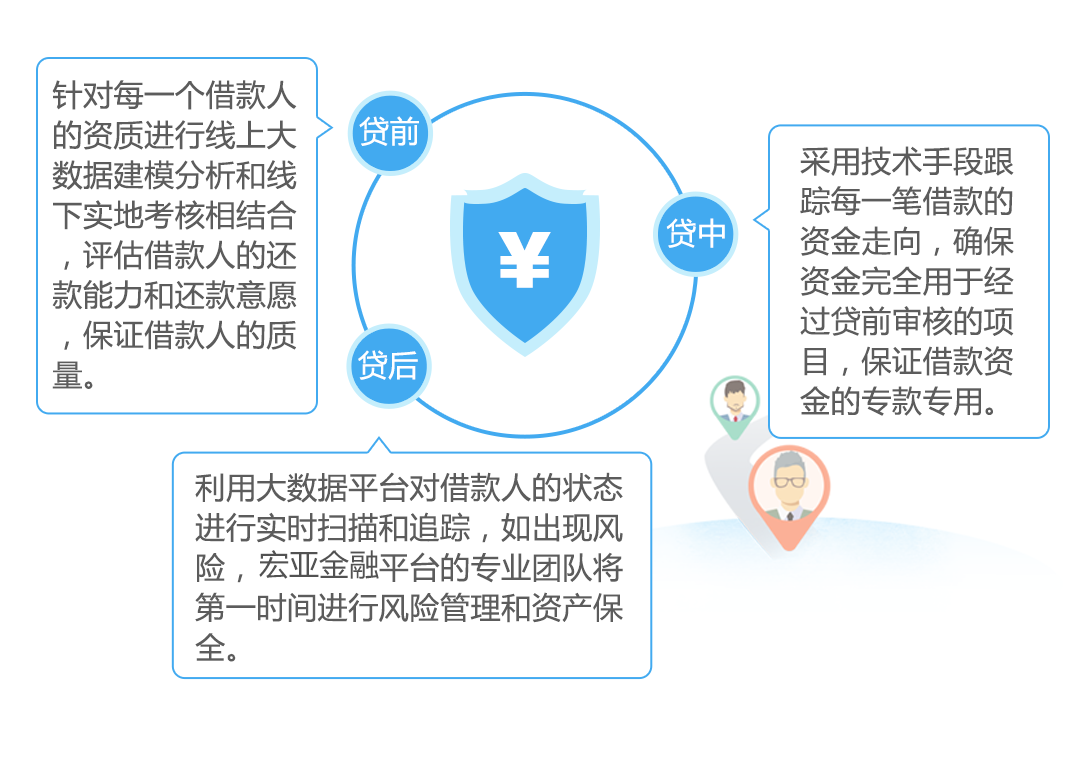 贷前
针对每一个借款人
的资质进行线上大
数据建模分析和线
下实地考核相结合
，评估借款人的还
款能力和还款意愿
，保证借款人的质
量。
贷中
采用技术手段跟
踪每一笔借款的
资金走向，确保
资金完全用于经
过贷前审核的项
目，保证借款资
金的专款专用。
¥
贷后
利用大数据平台对借款人的状态
进行实时扫描和追踪，如出现风
险，宏亚金融平台的专业团队将
第一时间进行风险管理和资产保
全。